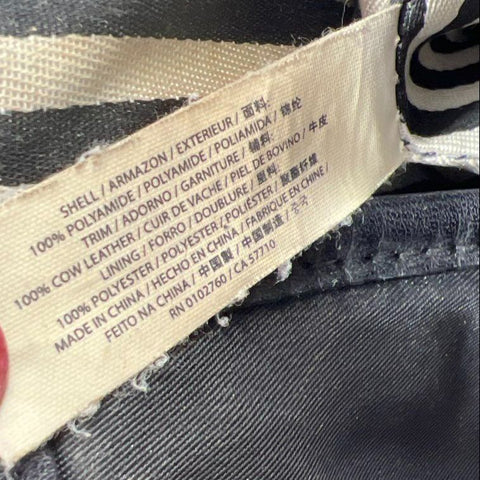 SHELL / ARMAZON / EXTERIEUR / 面料:
100% POLYAMIDE / POLYAMIDE / POLIAMIDA / 锦纶
TRIM / ADORNO / GARNITURE / 辅料:
100% COW LEATHER / CUIR DE VACHE / PIEL DE BOVINO / 牛皮
LINING / FORRO / DOUBLURE / 里料:
100% POLYESTER / POLYESTER / POLIÉSTER / 聚酯纤维
MADE IN CHINA / HECHO EN CHINA / FABRIQUE EN CHINE /
FEITO NA CHINA / 中国製 / 中国制造 / 중국
RN 0102760 / CA 57710